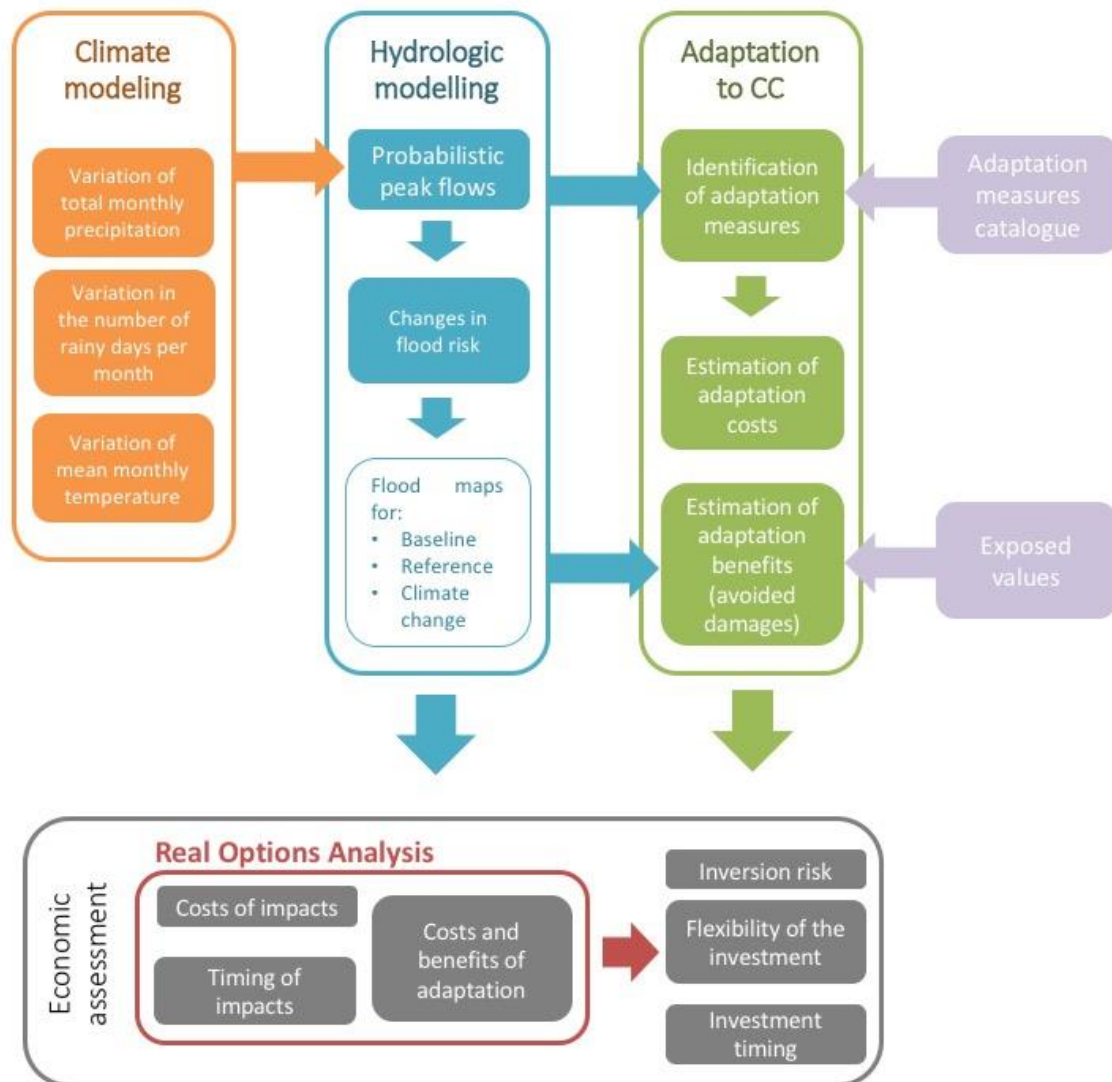 Climate
modeling
Variation of
total monthly
precipitation
Variation in
the number of
rainy days per
month
Variation of
mean monthly
temperature
Hydrologic
modelling
Probabilistic
peak flows
Changes in
flood risk
Flood maps
for:
• Baseline
• Reference
• Climate
change
Adaptation
to CC
Identification
of adaptation
measures
Estimation of
adaptation
costs
Estimation of
adaptation
benefits
(avoided
damages)
Adaptation
measures
catalogue
Exposed
values
Economic
assessment
Real Options Analysis
Costs of impacts
Timing of
impacts
Costs and
benefits of
adaptation
Inversion risk
Flexibility of the
investment
Investment
timing